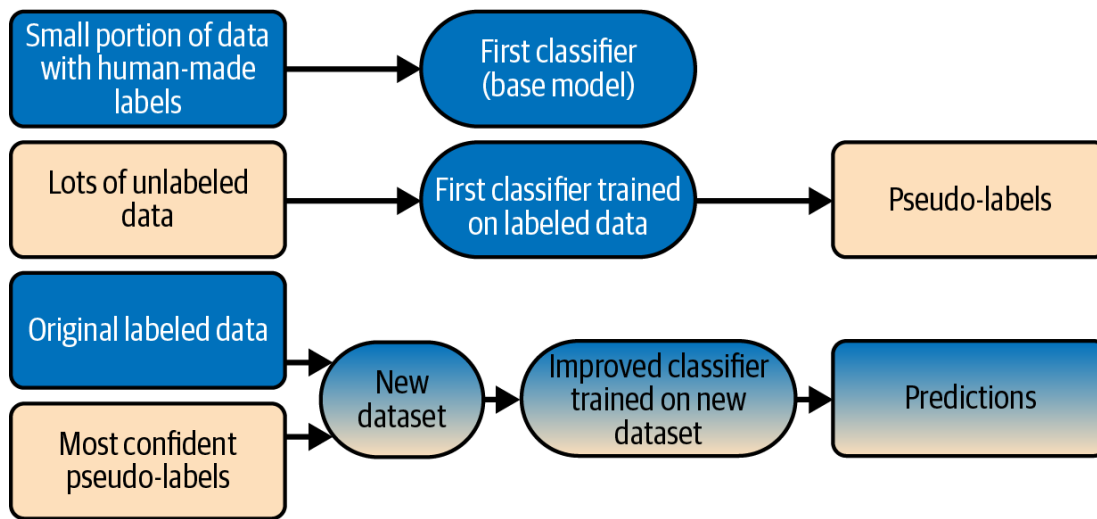 Small portion of data
with human-made
labels
First classifier
(base model)
Lots of unlabeled
data
First classifier trained
on labeled data
Pseudo-labels
Original labeled data
Most confident
pseudo-labels
New
dataset
Improved classifier
trained on new
dataset
Predictions